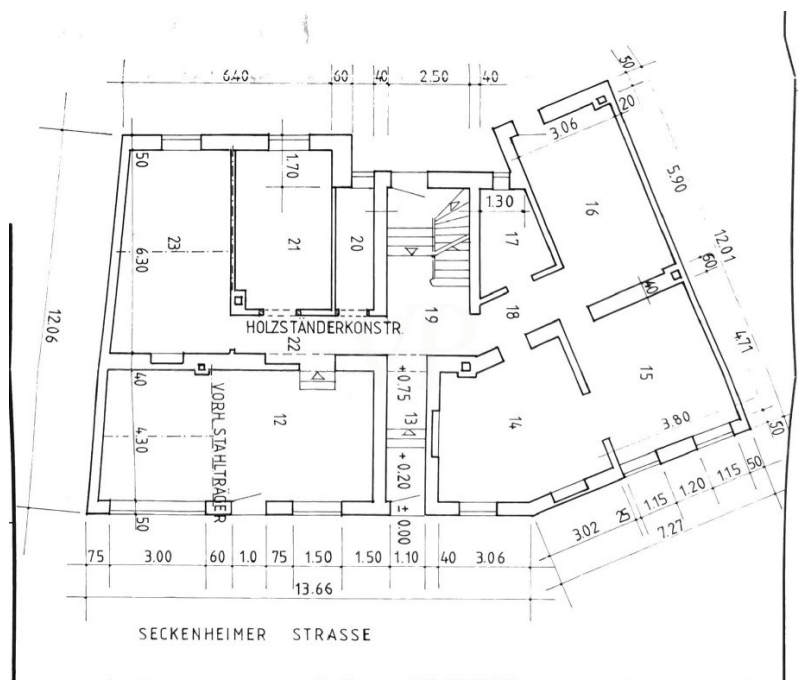 6.40 60 40 2.50 40
50 20
3.06
50 1.70 5.90
1.30
16
17
23 21 20 12.01
6.30 60
40
18 19
HOLZSTÄNDERKONSTR.
12.06 22 4.71
+0.75
40 15
VORH. STAHLTRÄGER
12 13 14
3.80
4.30 +0.20 50
50 ±0.00
1.15 1.20 1.15 50
3.02 25
7.27
75 3.00 60 1.0 75 1.50 1.50 1.10 40 3.06
13.66
SECKENHEIMER STRASSE